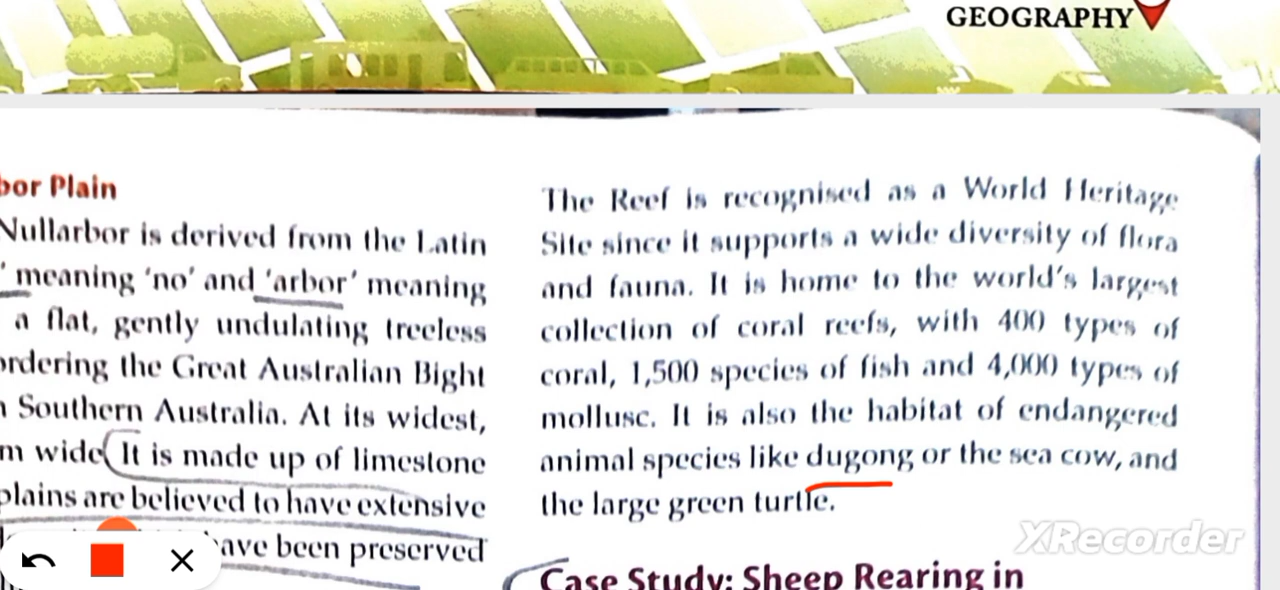 GEOGRAPHY
bor Plain
Nullarbor is derived from the Latin
' meaning 'no' and 'arbor' meaning
a flat, gently undulating treeless
ordering the Great Australian Bight
Southern Australia. At its widest,
m wide. It is made up of limestone
plains are believed to have extensive
have been preserved
The Reef is recognised as a World Heritage
Site since it supports a wide diversity of flora
and fauna. It is home to the world's largest
collection of coral reefs, with 400 types of
coral, 1,500 species of fish and 4,000 types of
mollusc. It is also the habitat of endangered
animal species like dugong or the sea cow, and
the large green turtle.
Case Study: Sheep Rearing in
XRecorder